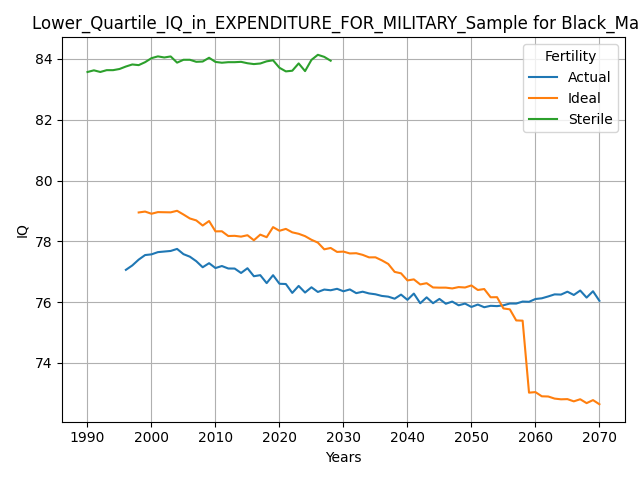 Lower_Quartile_IQ_in_EXPENDITURE_FOR_MILITARY_Sample for Black_Ma
Fertility
Actual
Ideal
Sterile
84
82
80
78
76
74
IQ
1990 2000 2010 2020 2030 2040 2050 2060 2070
Years